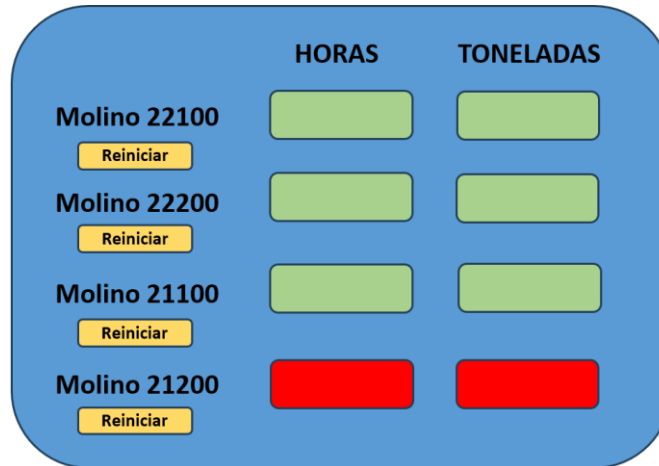 HORAS TONELADAS
Molino 22100
Reiniciar
Molino 22200
Reiniciar
Molino 21100
Reiniciar
Molino 21200
Reiniciar